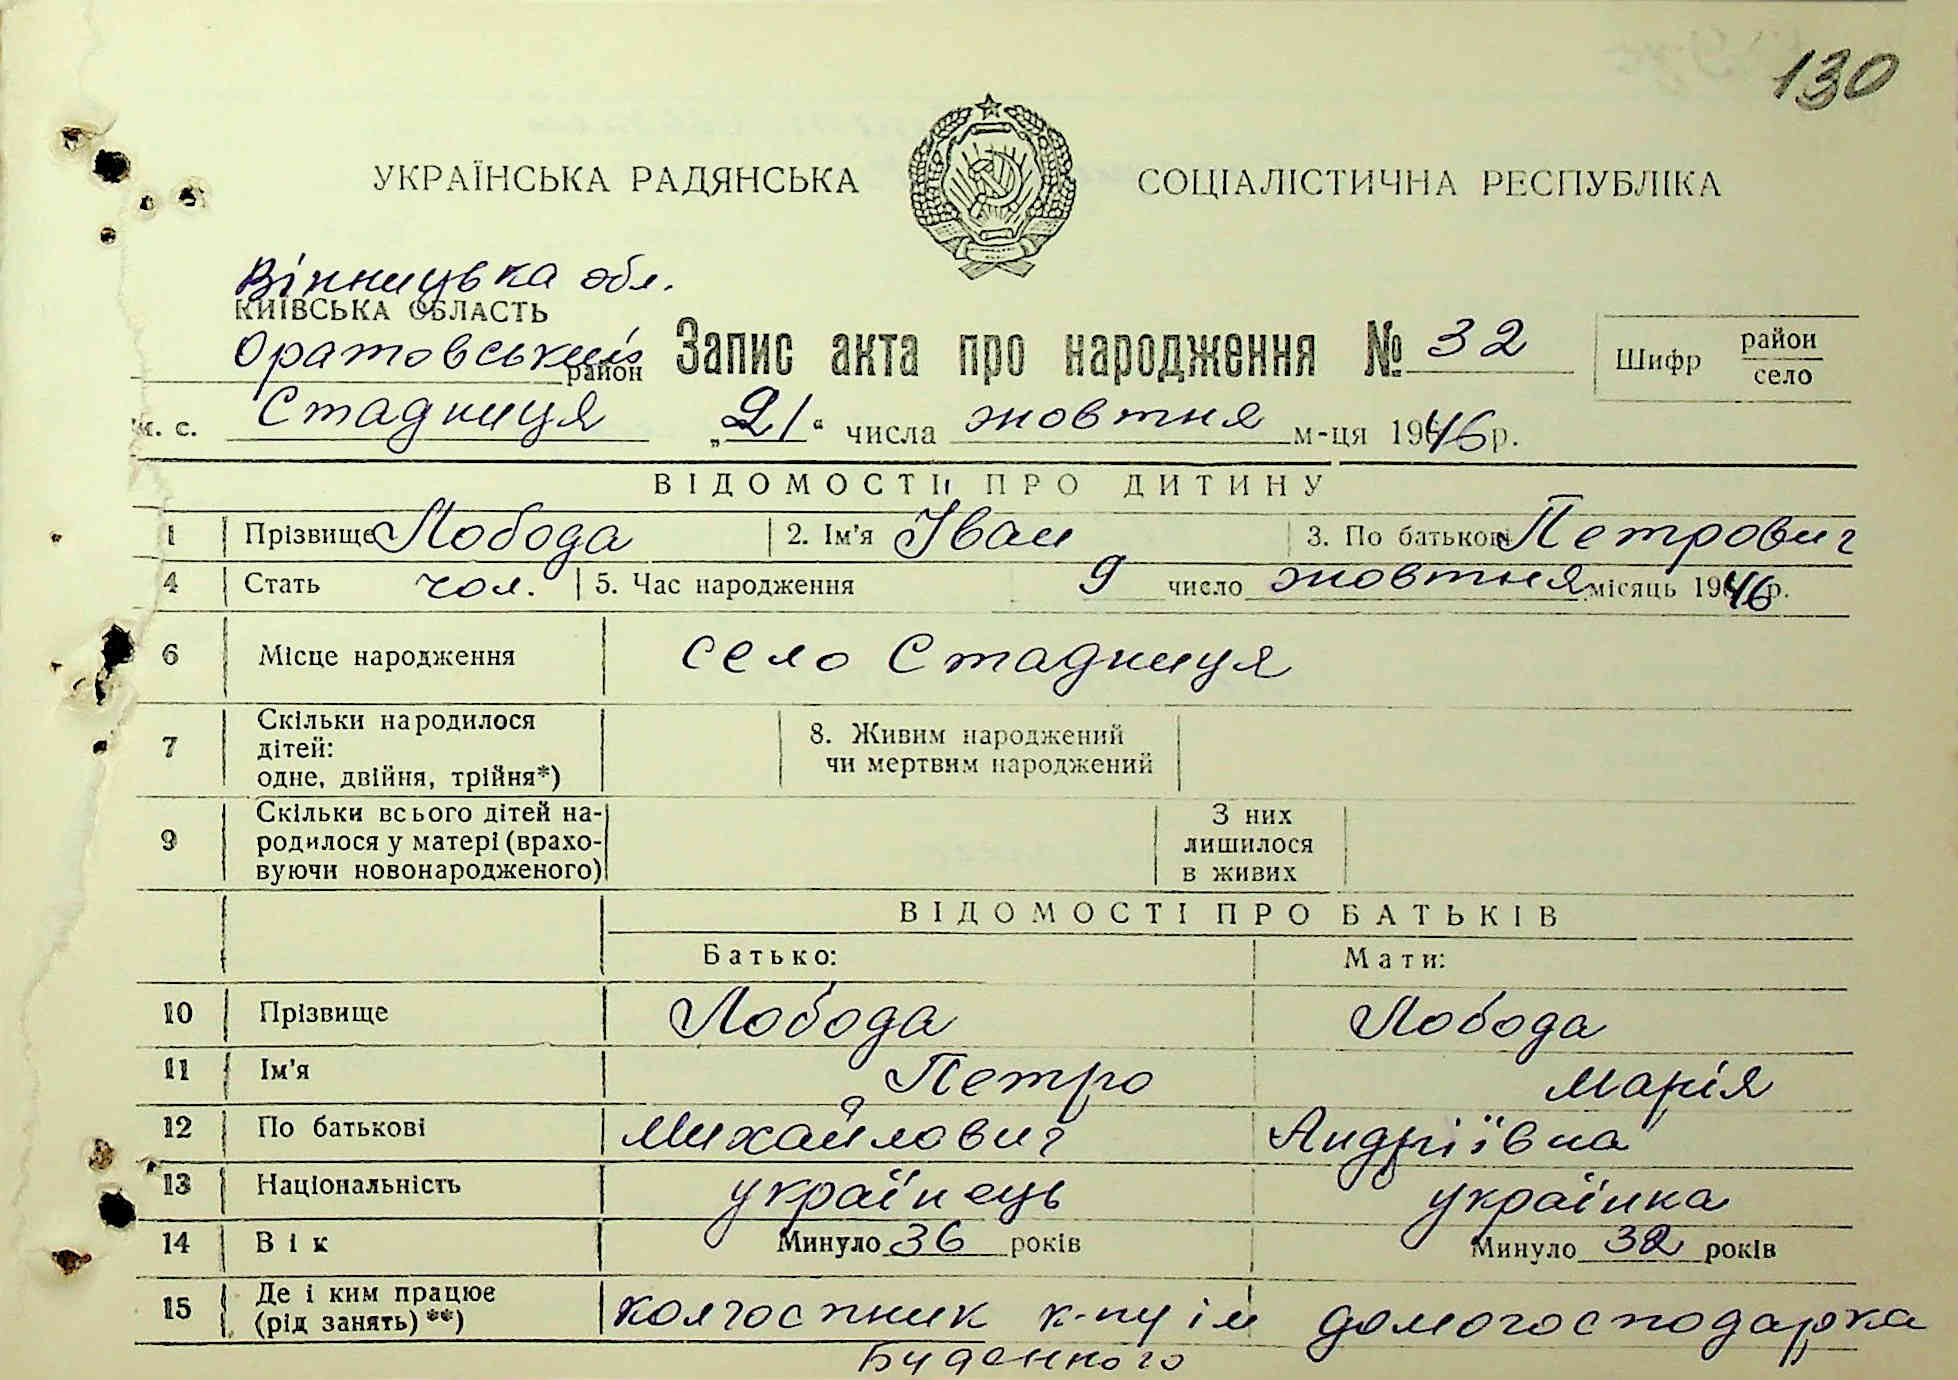 130
УКРАЇНСЬКА РАДЯНСЬКА СОЦІАЛІСТИЧНА РЕСПУБЛІКА
Вінницька обл.
КИЇВСЬКА ОБЛАСТЬ
Оратовський район
Запис акта про народження № 32
Шифр район село
м. с. Стадниця „21“ числа жовтня м-ця 1946 р.
ВІДОМОСТІ ПРО ДИТИНУ
1 Прізвище Лобода 2. Ім'я Іван 3. По батькові Петрович
4 Стать чол. 5. Час народження 9 число жовтня місяць 1946 р.
6 Місце народження село Стадниця
7 Скільки народилося дітей: одне, двійня, трійня*) 8. Живим народжений чи мертвим народжений
9 Скільки всього дітей народилося у матері (враховуючи новонародженого) З них лишилося в живих
ВІДОМОСТІ ПРО БАТЬКІВ
Батько: Мати:
10 Прізвище Лобода Лобода
11 Ім'я Петро Марія
12 По батькові Михайлович Андріївна
13 Національність українець українка
14 Вік Минуло 36 років Минуло 32 років
15 Де і ким працює (рід занять)**) колгоспник к-пу ім домогосподарка
Буденного